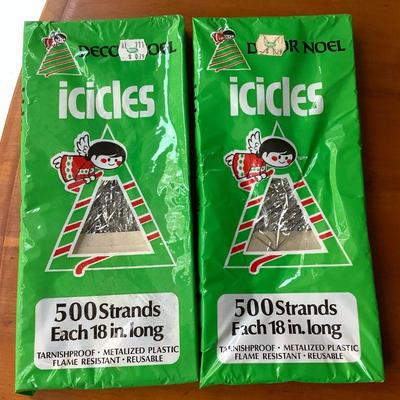 DECO NOEL
icicles
500 Strands
Each 18 in. long
TARNISHPROOF • METALIZED PLASTIC
FLAME RESISTANT • REUSABLE
D R NOEL
icicles
500 Strands
Each 18 in. long
TARNISHPROOF • METALIZED PLASTIC
FLAME RESISTANT • REUSABLE